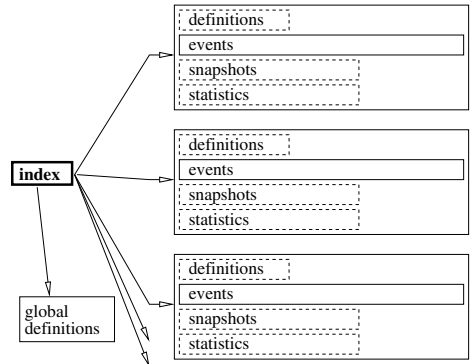 definitions
events
snapshots
statistics
definitions
events
snapshots
statistics
index
definitions
events
snapshots
statistics
global
definitions